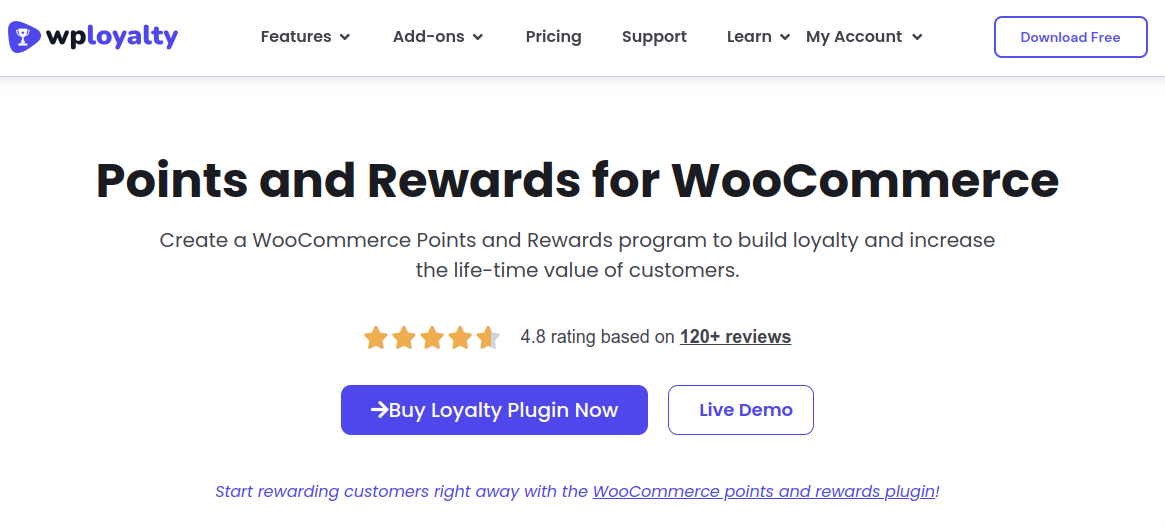 wployalty
Features
Add-ons
Pricing
Support
Learn
My Account
Download Free
Points and Rewards for WooCommerce
Create a WooCommerce Points and Rewards program to build loyalty and increase
the life-time value of customers.
4.8 rating based on 120+ reviews
Buy Loyalty Plugin Now
Live Demo
Start rewarding customers right away with the WooCommerce points and rewards plugin!